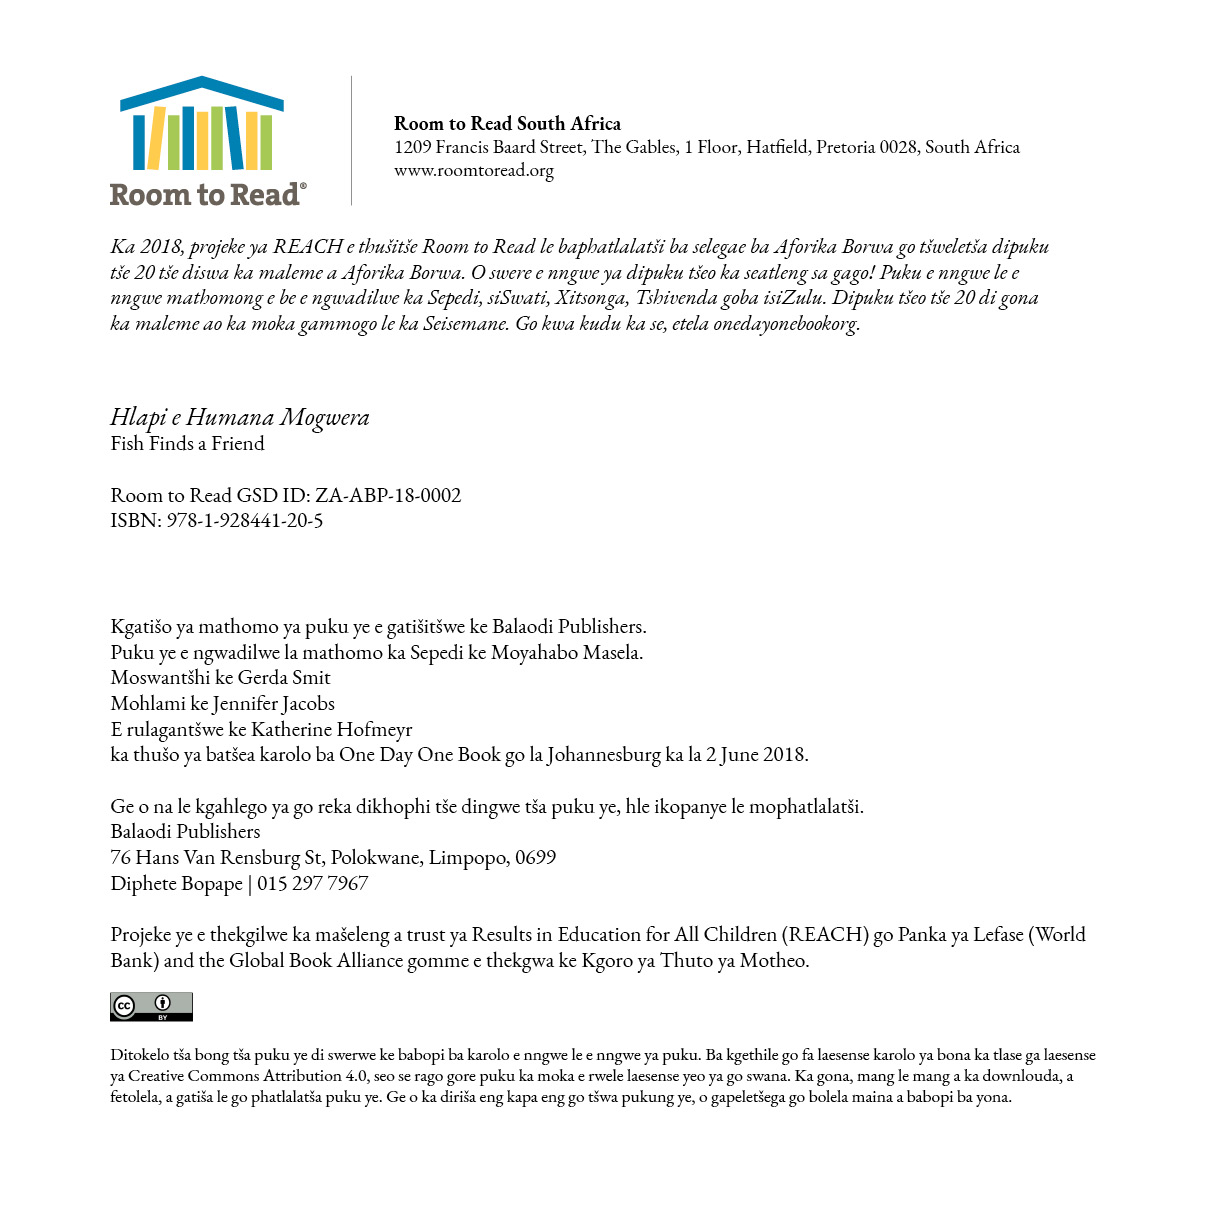 Room to Read®
Room to Read South Africa
1209 Francis Baard Street, The Gables, 1 Floor, Hatfield, Pretoria 0028, South Africa
www.roomtoread.org
Ka 2018, projeke ya REACH e thušitše Room to Read le baphatlalatši ba selegae ba Aforika Borwa go tšweletša dipuku
tše 20 tše diswa ka maleme a Aforika Borwa. O swere e nngwe ya dipuku tšeo ka seatleng sa gago! Puku e nngwe le e
nngwe mathomong e be e ngwadilwe ka Sepedi, siSwati, Xitsonga, Tshivenda goba isiZulu. Dipuku tšeo tše 20 di gona
ka maleme ao ka moka gammogo le ka Seisemane. Go kwa kudu ka se, etela onedayonebookorg.
Hlapi e Humana Mogwera
Fish Finds a Friend
Room to Read GSD ID: ZA-ABP-18-0002
ISBN: 978-1-928441-20-5
Kgatišo ya mathomo ya puku ye e gatišitšwe ke Balaodi Publishers.
Puku ye e ngwadilwe la mathomo ka Sepedi ke Moyahabo Masela.
Moswantšhi ke Gerda Smit
Mohlami ke Jennifer Jacobs
E rulagantšwe ke Katherine Hofmeyr
ka thušo ya batšea karolo ba One Day One Book go la Johannesburg ka la 2 June 2018.
Ge o na le kgahlego ya go reka dikhophi tše dingwe tša puku ye, hle ikopanye le mophatlalatši.
Balaodi Publishers
76 Hans Van Rensburg St, Polokwane, Limpopo, 0699
Diphete Bopape | 015 297 7967
Projeke ye e thekgilwe ka mašeleng a trust ya Results in Education for All Children (REACH) go Panka ya Lefase (World
Bank) and the Global Book Alliance gomme e thekgwa ke Kgoro ya Thuto ya Motheo.
cc BY
Ditokelo tša bong tša puku ye di swerwe ke babopi ba karolo e nngwe le e nngwe ya puku. Ba kgethile go fa laesense karolo ya bona ka tlase ga laesense
ya Creative Commons Attribution 4.0, seo se rago gore puku ka moka e rwele laesense yeo ya go swana. Ka gona, mang le mang a ka downlouda, a
fetolela, a gatiša le go phatlalatša puku ye. Ge o ka diriša eng kapa eng go tšwa pukung ye, o gapeletšega go bolela maina a babopi ba yona.